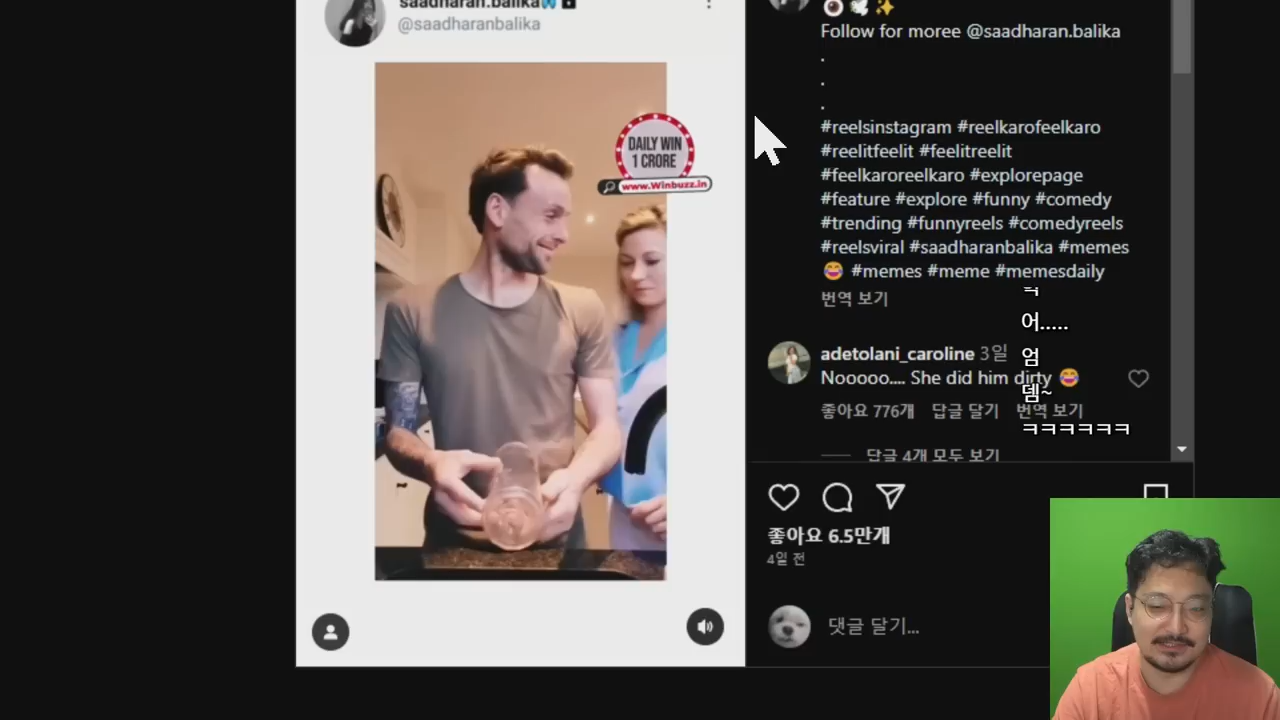 saadharan.balika
@saadharanbalika
DAILY WIN
1 CRORE
www.Winbuzz.in
Follow for moree @saadharan.balika
.
.
.
#reelsinstagram #reelkarofeelkaro
#reelitfeelit #feelitreelit
#feelkaroreelkaro #explorepage
#feature #explore #funny #comedy
#trending #funnyreels #comedyreels
#reelsviral #saadharanbalika #memes
😂 #memes #meme #memesdaily
번역 보기
어.....
adetolani_caroline 3일
엄
Nooooo.... She did him dirty 😂
뎀~
좋아요 776개 답글 달기 번역 보기
ㅋㅋㅋㅋㅋㅋ
답글 4개 모두 보기
좋아요 6.5만개
4일 전
댓글 달기...